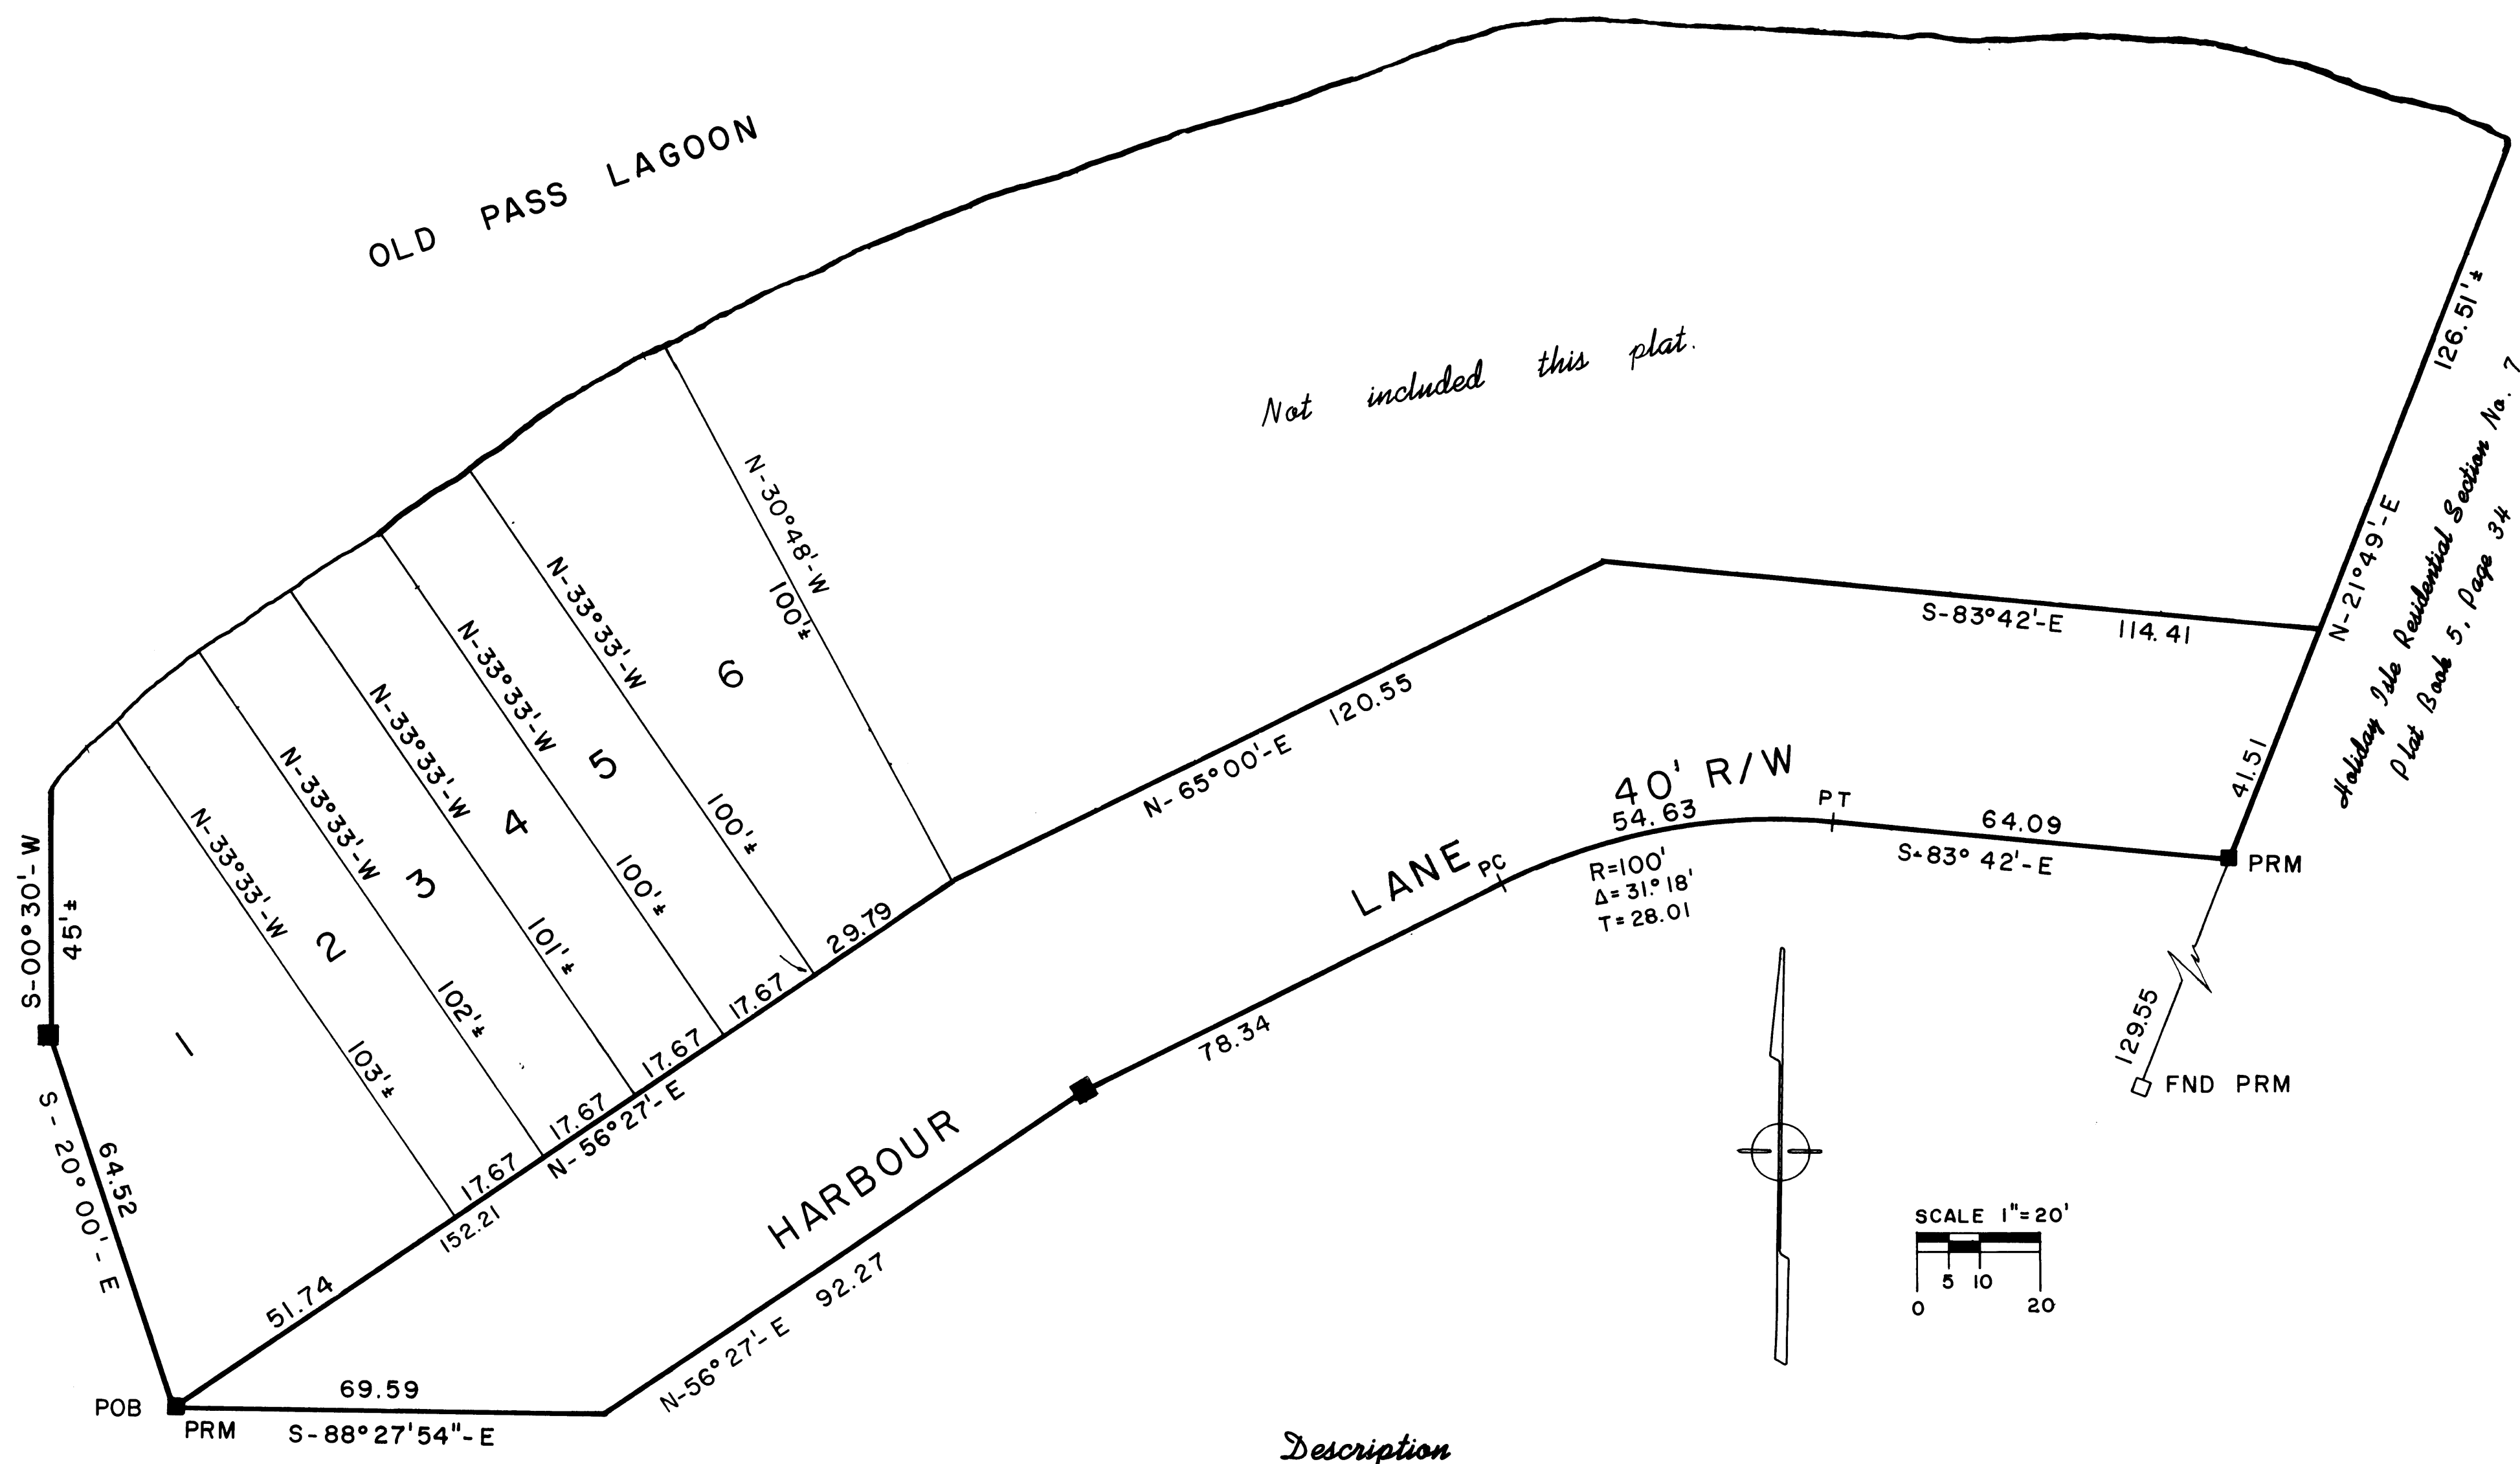 OLD PASS LAGOON
Not included this plat.
126.51'±
N-21°49'-E
Holiday Isle Residential Section No. 7
Plat Book 5, Page 34
41.51
S-83°42'-E 114.41
N-65°00'-E 120.55
N-30°48'-W 100'±
N-33°33'-W 100'±
N-33°33'-W 100'±
N-33°33'-W 101'±
N-33°33'-W 102'±
N-33°33'-W 103'±
6
5
4
3
2
1
S-00°30'-W
45'±
S-20°00'-E
64.52
29.79
17.67
17.67
17.67
17.67
51.74
N-56°27'-E
152.21
HARBOUR LANE 40' R/W
PC
54.63
R=100'
Δ=31°18'
T=28.01
PT
64.09
S-83°42'-E
PRM
129.55
FND PRM
78.34
N-56°27'-E 92.27
POB
PRM
69.59
S-88°27'54"-E
SCALE 1"=20'
0 5 10 20
Description